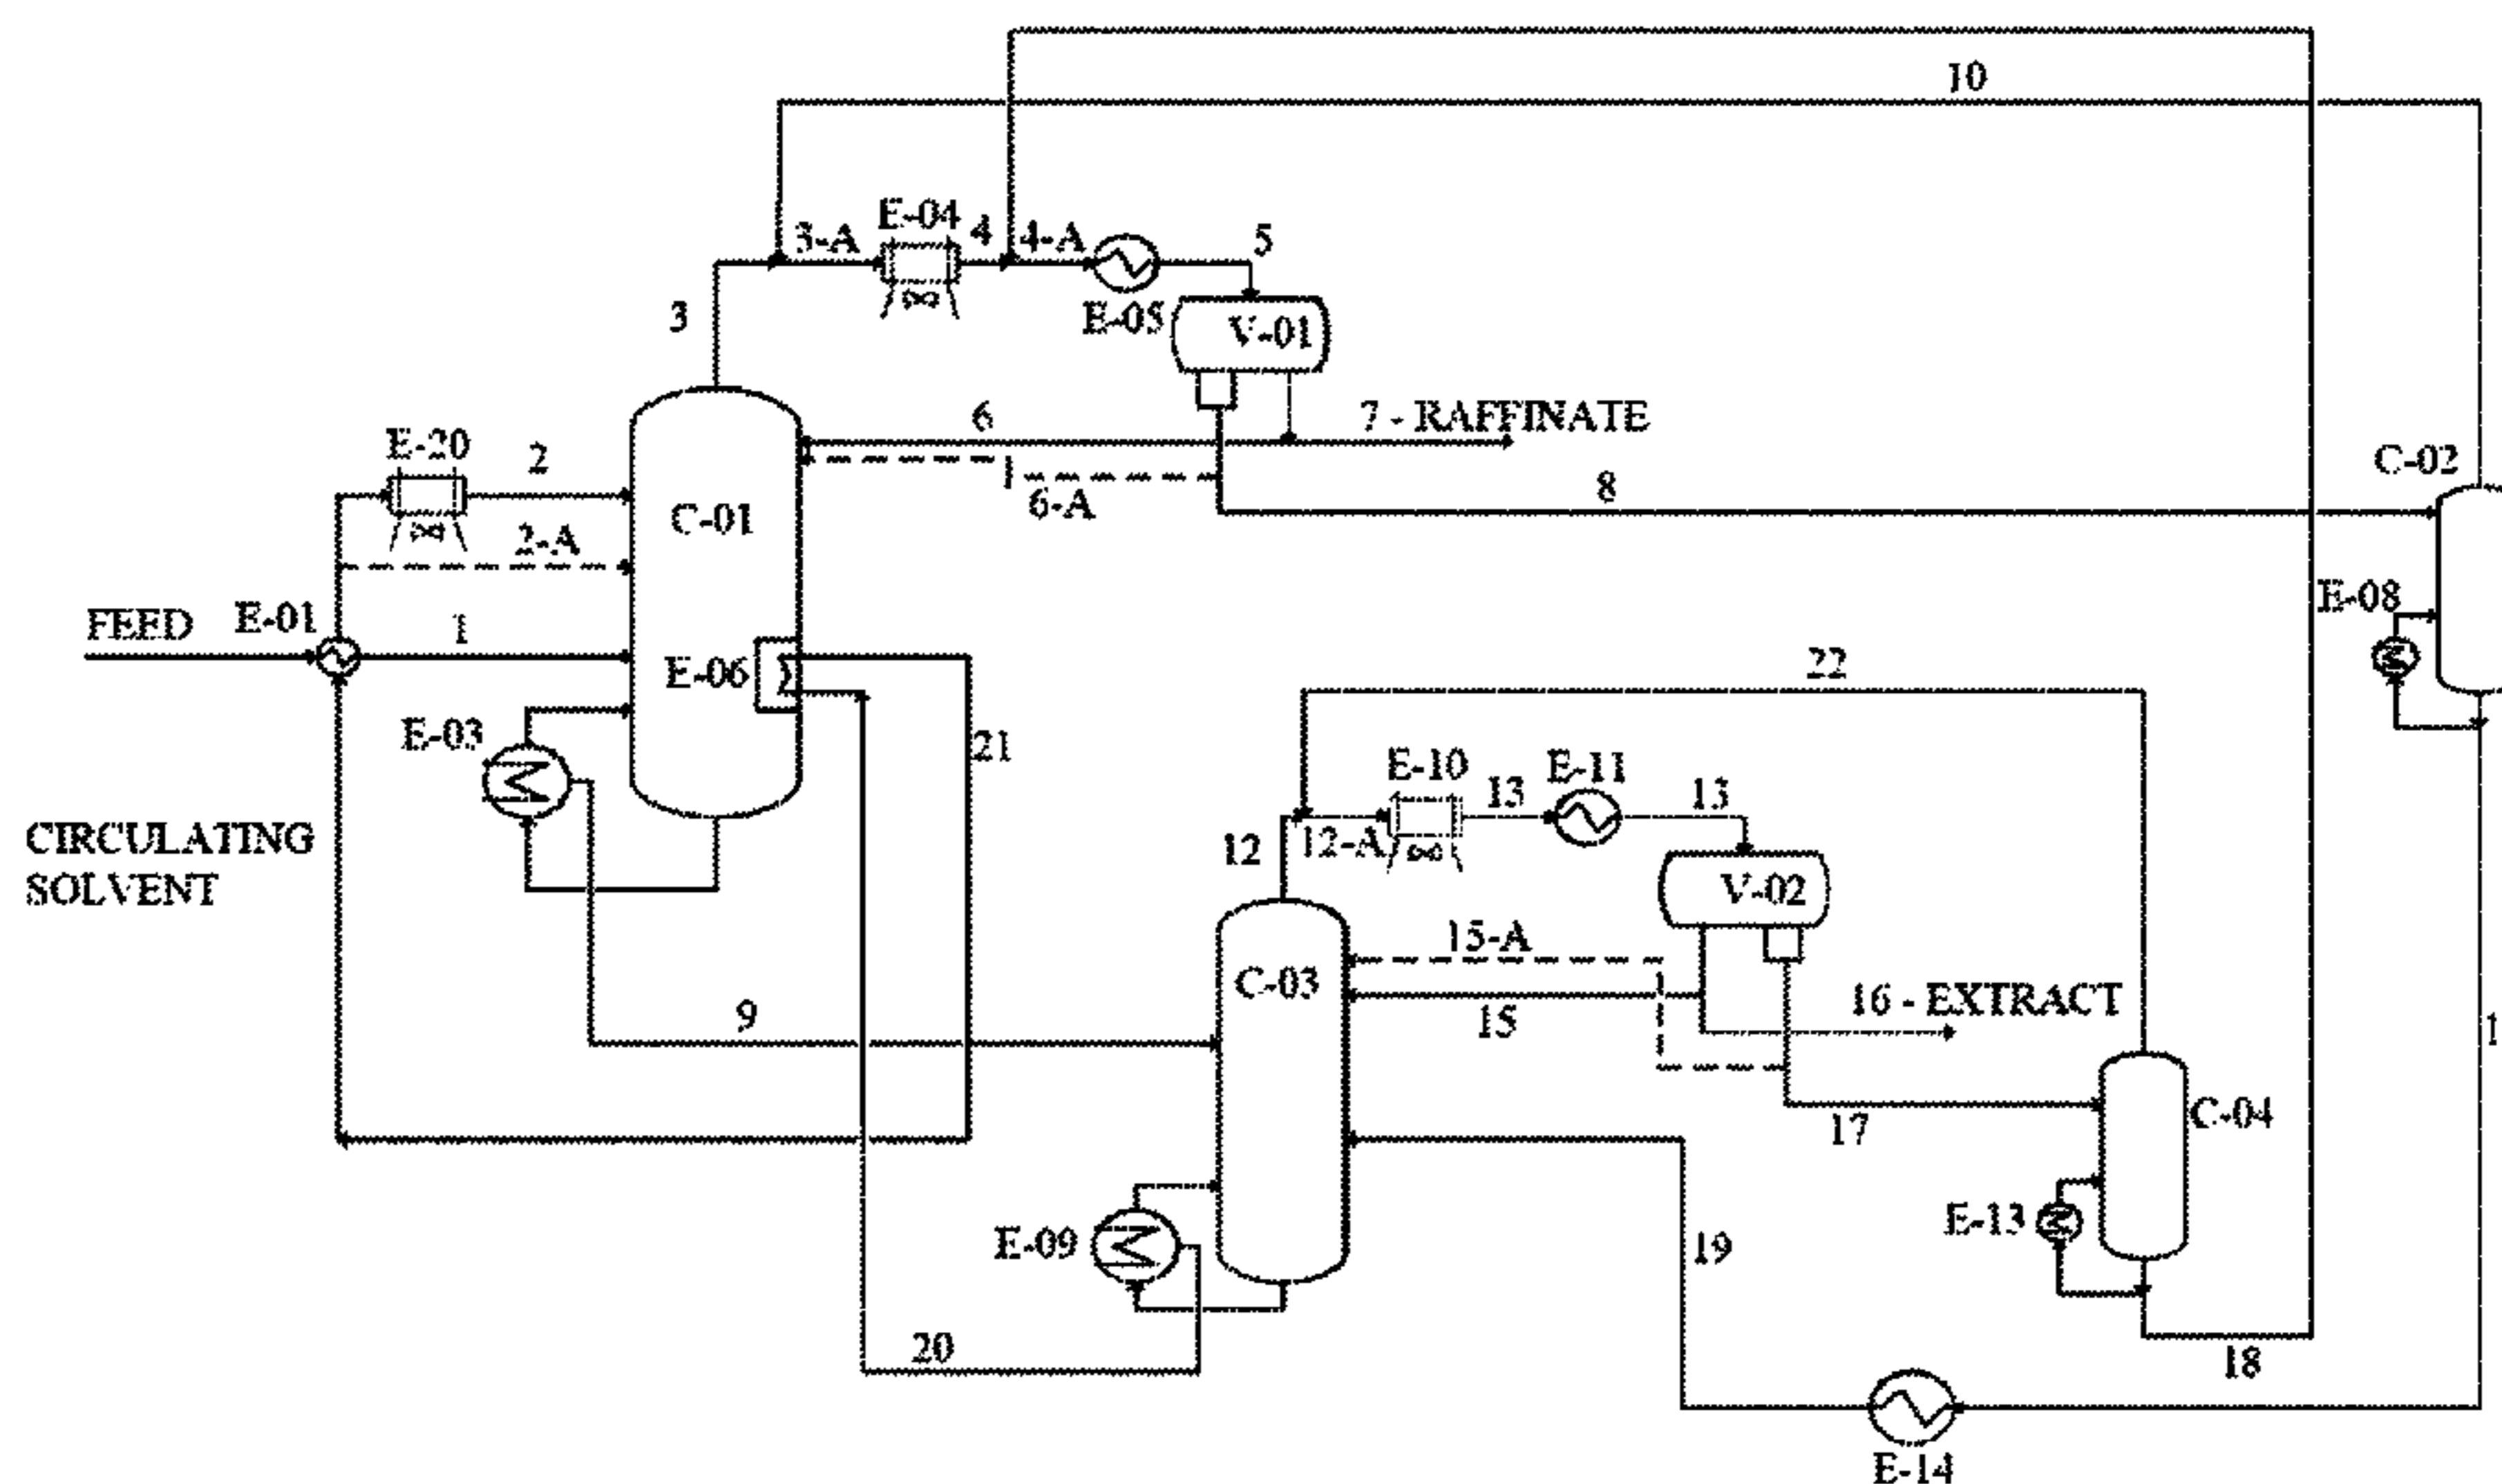 10
3-A
E-04
4
4-A
5
3
E-05
V-01
6
7 - RAFFINATE
E-20
2
C-02
C-01
6-A
8
2-A
FEED
E-01
1
E-08
E-06
22
E-03
21
E-10
13
E-11
13
CIRCULATING
SOLVENT
12
12-A
V-02
15-A
C-03
16 - EXTRACT
9
15
1
17
C-04
E-09
E-13
19
20
18
E-14